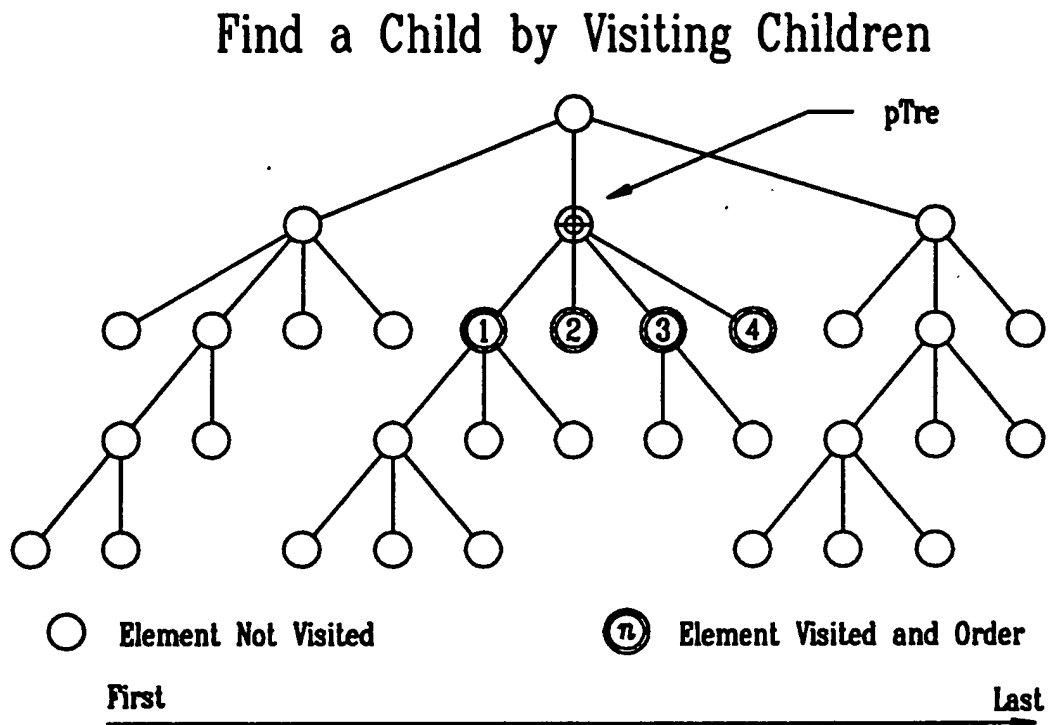 Find a Child by Visiting Children
pTre
1 2 3 4
Element Not Visited
n Element Visited and Order
First
Last